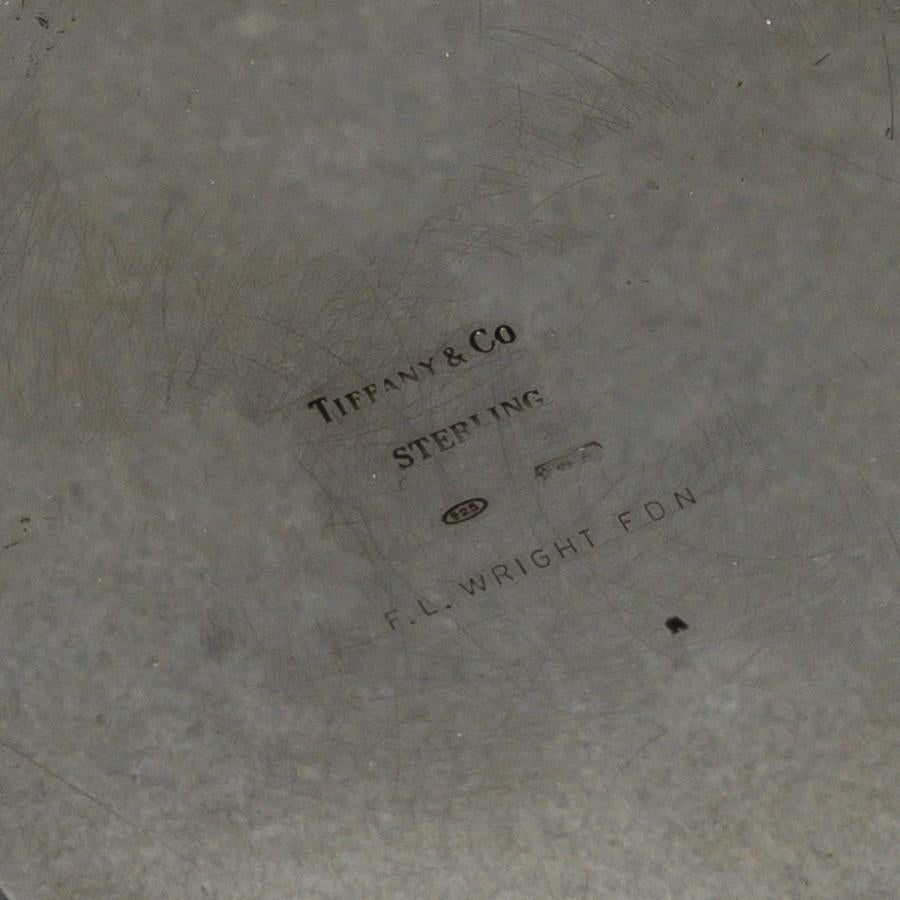 TIFFANY & CO
STERLING
925
F.L. WRIGHT FDN